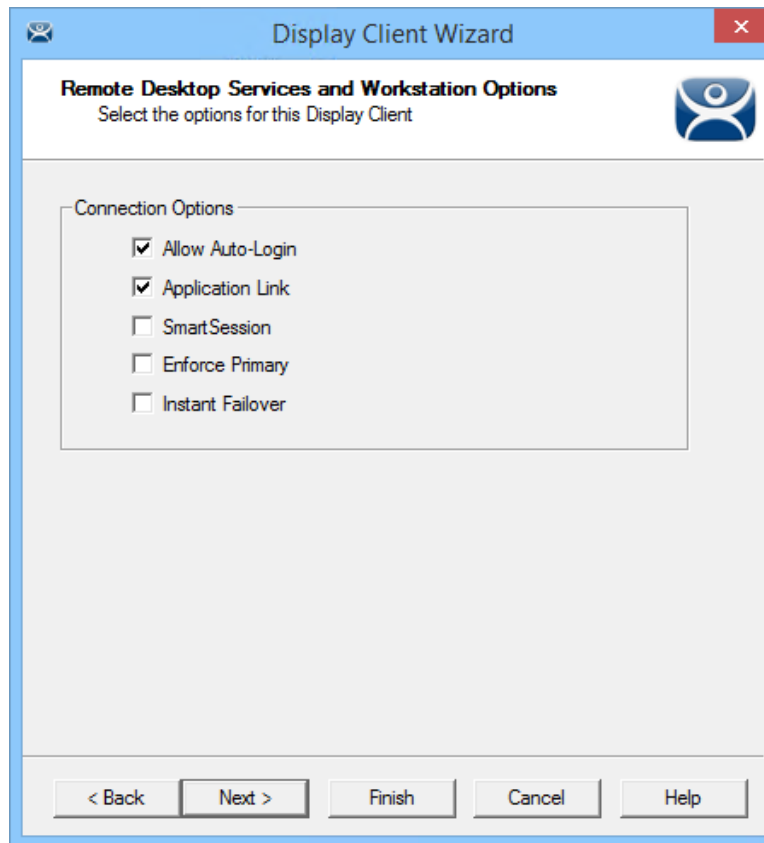 Display Client Wizard
Remote Desktop Services and Workstation Options
Select the options for this Display Client
Connection Options
Allow Auto-Login
Application Link
SmartSession
Enforce Primary
Instant Failover
< Back Next > Finish Cancel Help